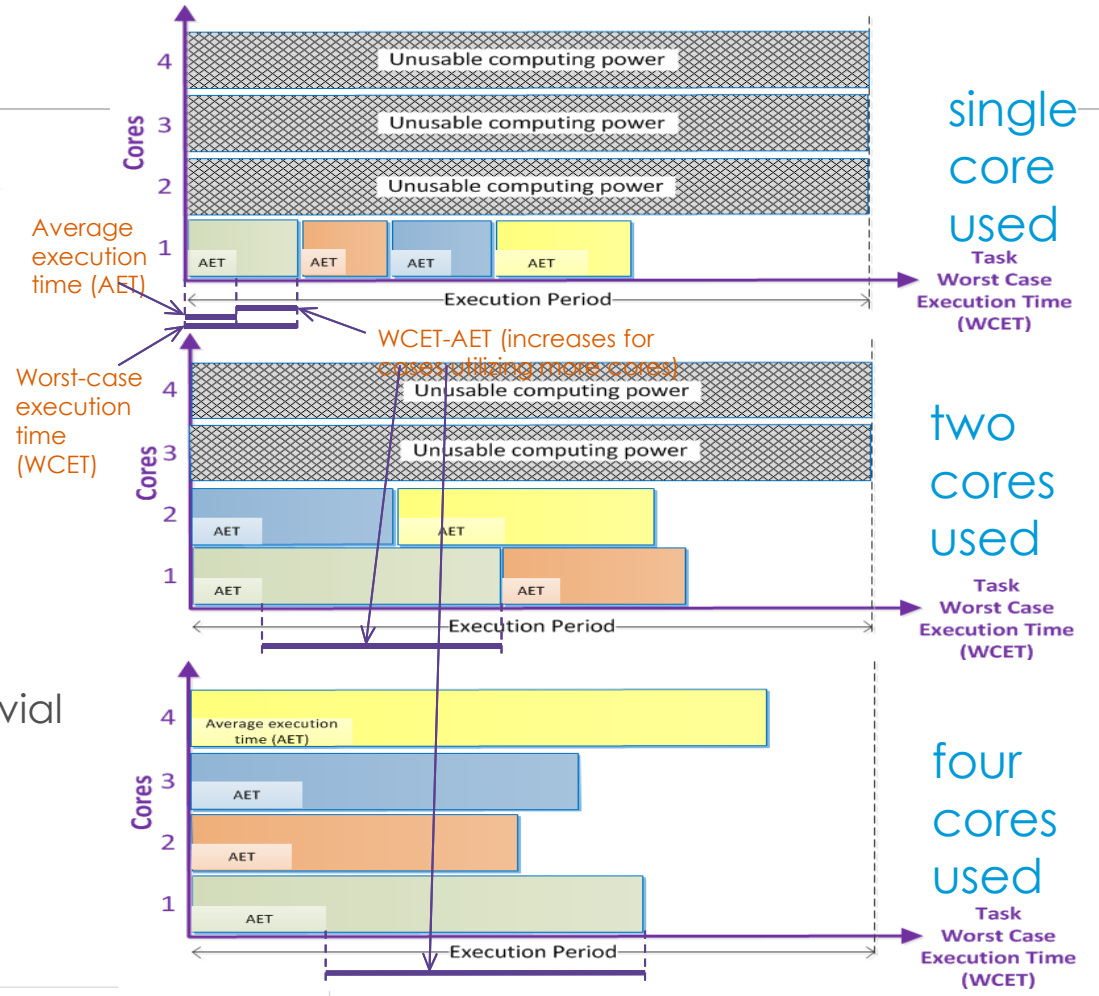 4
Unusable computing power
3
Unusable computing power
2
Unusable computing power
Cores
1
AET
AET
AET
AET
Execution Period
single
core
used
Task
Worst Case
Execution Time
(WCET)
Average
execution
time (AET)
WCET-AET (increases for
cases utilizing more cores)
Worst-case
execution
time
(WCET)
4
Unusable computing power
3
Unusable computing power
Cores
2
AET
AET
1
AET
AET
Execution Period
two
cores
used
Task
Worst Case
Execution Time
(WCET)
vial
4
Average execution
time (AET)
3
AET
Cores
2
AET
1
AET
Execution Period
four
cores
used
Task
Worst Case
Execution Time
(WCET)